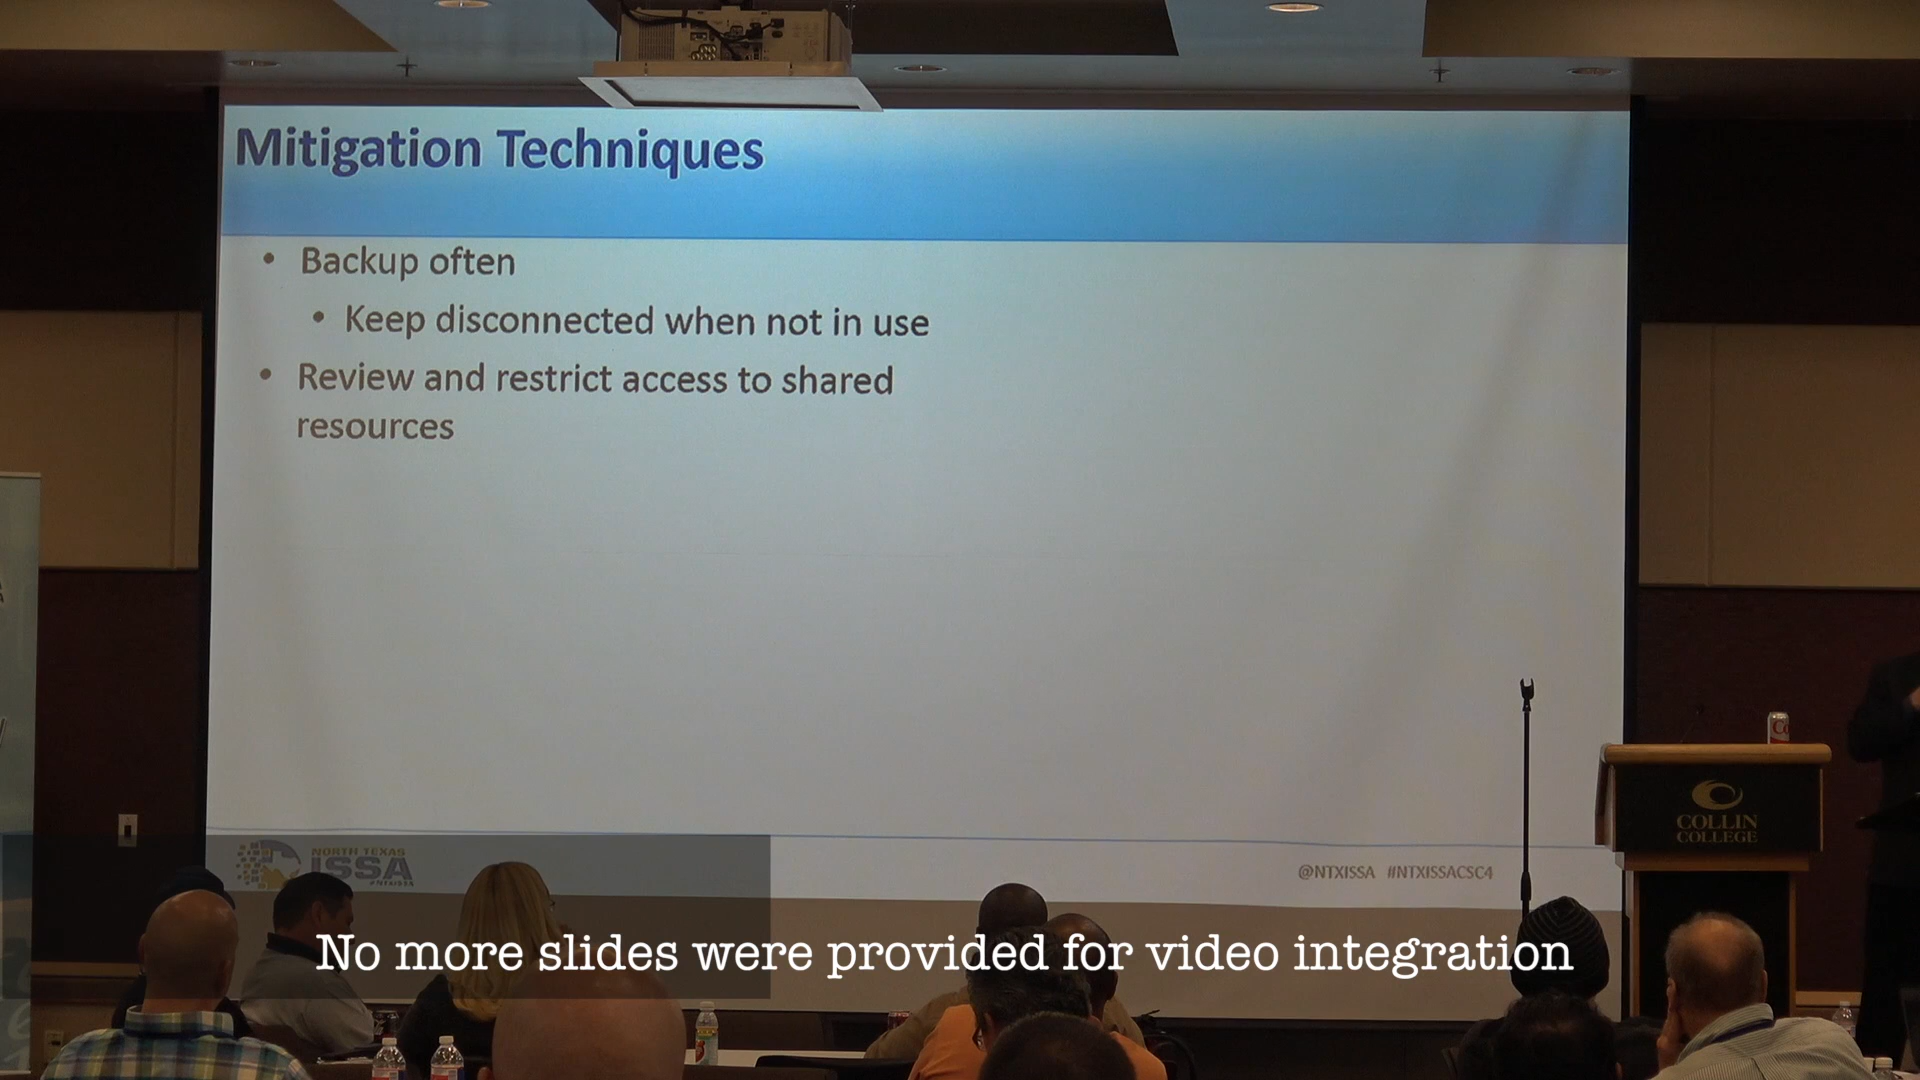 Mitigation Techniques
• Backup often
• Keep disconnected when not in use
• Review and restrict access to shared
resources
NORTH TEXAS
ISSA
#NTXISSA
@NTXISSA #NTXISSACSC4
COLLIN
COLLEGE
No more slides were provided for video integration